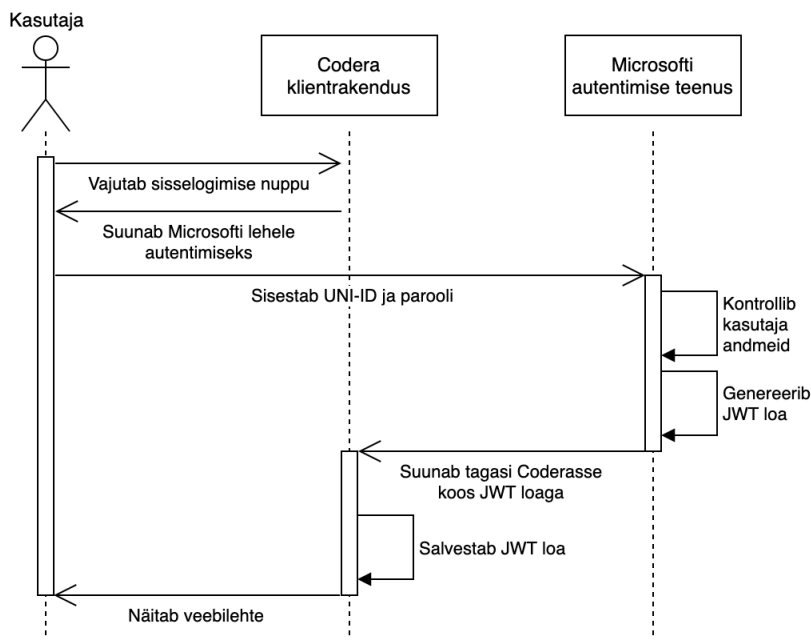 Kasutaja
Codera
klientrakendus
Microsofti
autentimise teenus
Vajutab sisselogimise nuppu
Suunab Microsofti lehele
autentimiseks
Sisestab UNI-ID ja parooli
Kontrollib
kasutaja
andmeid
Genereerib
JWT loa
Suunab tagasi Coderasse
koos JWT loaga
Salvestab JWT loa
Näitab veebilehte